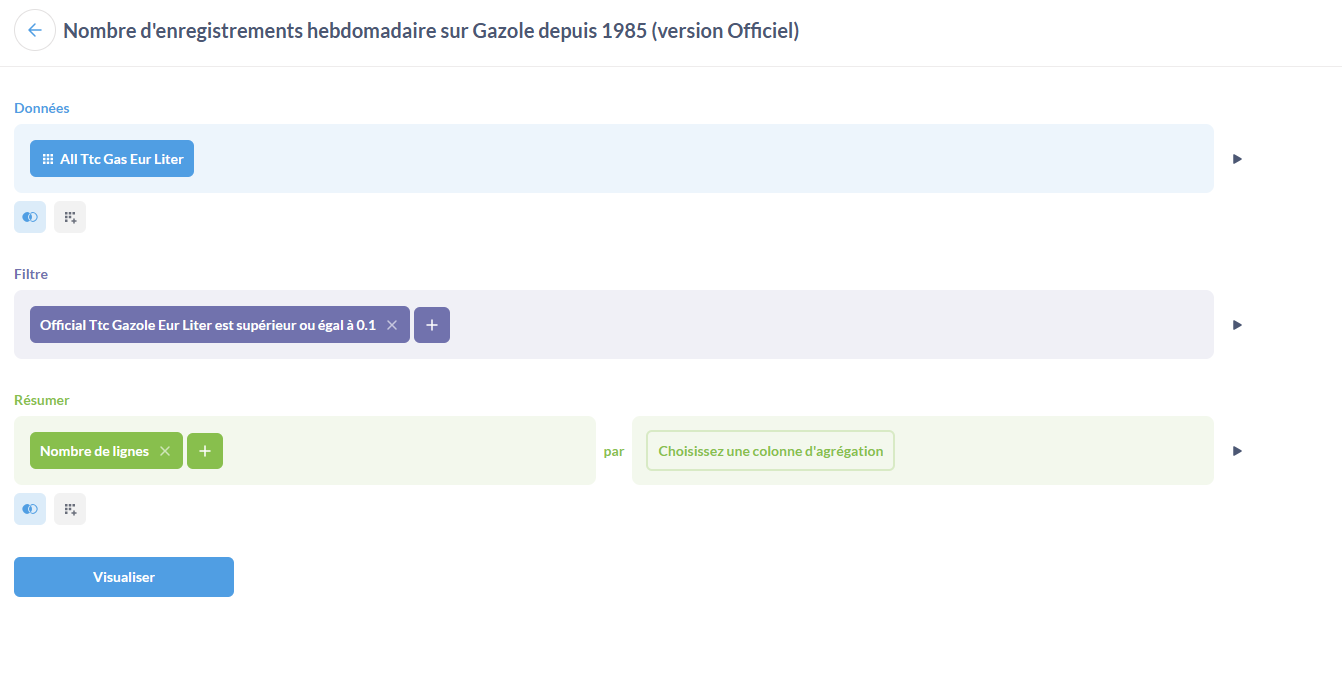 Nombre d'enregistrements hebdomadaire sur Gazole depuis 1985 (version Officiel)
Données
All Ttc Gas Eur Liter
Filtre
Official Ttc Gazole Eur Liter est supérieur ou égal à 0.1
Résumer
Nombre de lignes
par
Choisissez une colonne d'agrégation
Visualiser